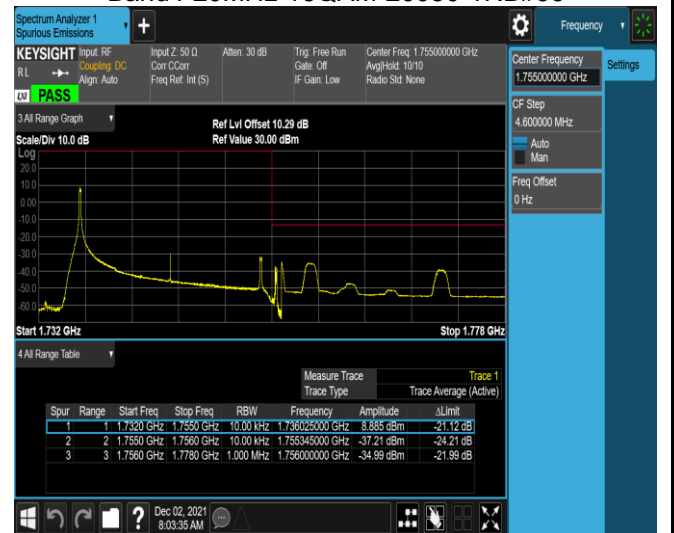 Spectrum Analyzer 1
Spurious Emissions
+
Frequency
KEYSIGHT
RL
Input: RF
Coupling: DC
Align: Auto
Input Z: 50 Ω
Corr CCorr
Freq Ref: Int (S)
Atten: 30 dB
Trig: Free Run
Gate: Off
IF Gain: Low
Center Freq: 1.755000000 GHz
Avg|Hold: 10/10
Radio Std: None
LXI PASS
Center Frequency
1.755000000 GHz
Settings
CF Step
4.600000 MHz
Auto
Man
Freq Offset
0 Hz
3 All Range Graph
Scale/Div 10.0 dB
Ref Lvl Offset 10.29 dB
Ref Value 30.00 dBm
Log
20.0
10.0
0.00
-10.0
-20.0
-30.0
-40.0
-50.0
-60.0
Start 1.732 GHz
Stop 1.778 GHz
4 All Range Table
Measure Trace Trace 1
Trace Type Trace Average (Active)
Spur Range Start Freq Stop Freq RBW Frequency Amplitude ΔLimit
1 1 1.7320 GHz 1.7550 GHz 10.00 kHz 1.736025000 GHz 8.885 dBm -21.12 dB
2 2 1.7550 GHz 1.7560 GHz 10.00 kHz 1.755345000 GHz -37.21 dBm -24.21 dB
3 3 1.7560 GHz 1.7780 GHz 1.000 MHz 1.756000000 GHz -34.99 dBm -21.99 dB
?
Dec 02, 2021
8:03:35 AM